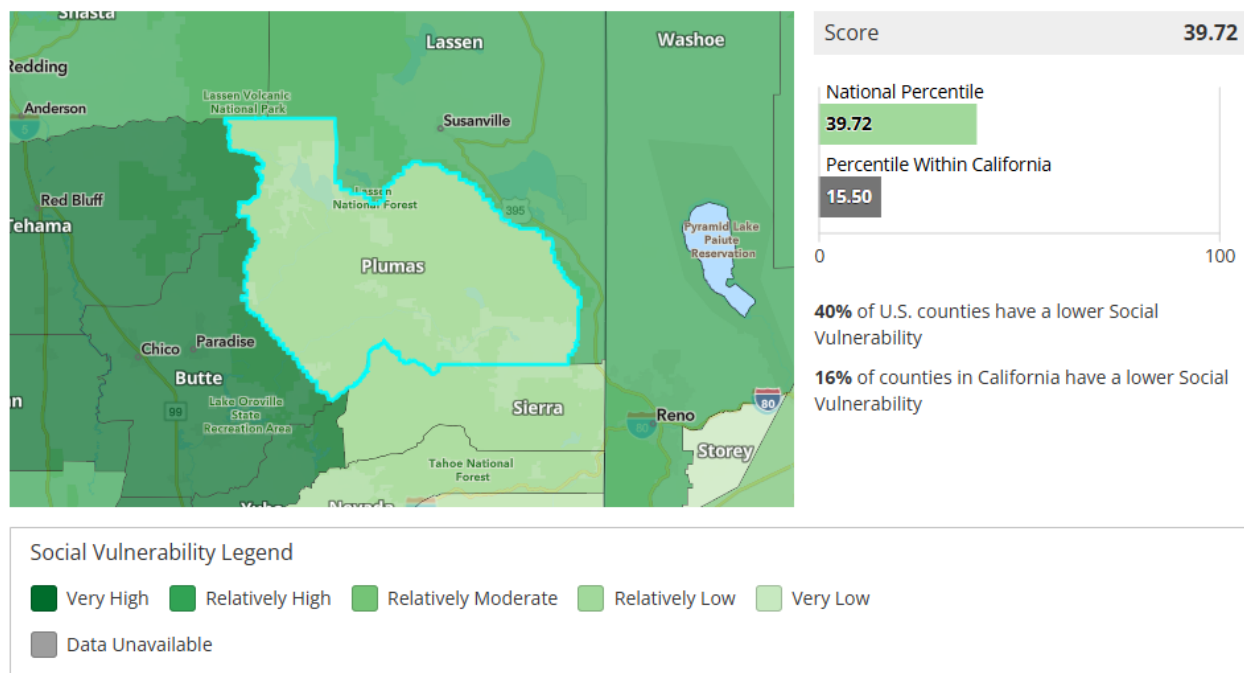 Shasta
Lassen
Washoe
Redding
Lassen Volcanic
National Park
Anderson
5
Susanville
Red Bluff
Tehama
Lassen
National Forest
395
Pyramid Lake
Paiute
Reservation
Plumas
Chico
Paradise
Butte
Lake Oroville
State
Recreation Area
99
Sierra
Reno
80
80
Storey
Tahoe National
Forest
Nevada
Score 39.72
National Percentile
39.72
Percentile Within California
15.50
0 100
40% of U.S. counties have a lower Social
Vulnerability
16% of counties in California have a lower Social
Vulnerability
Social Vulnerability Legend
Very High Relatively High Relatively Moderate Relatively Low Very Low
Data Unavailable